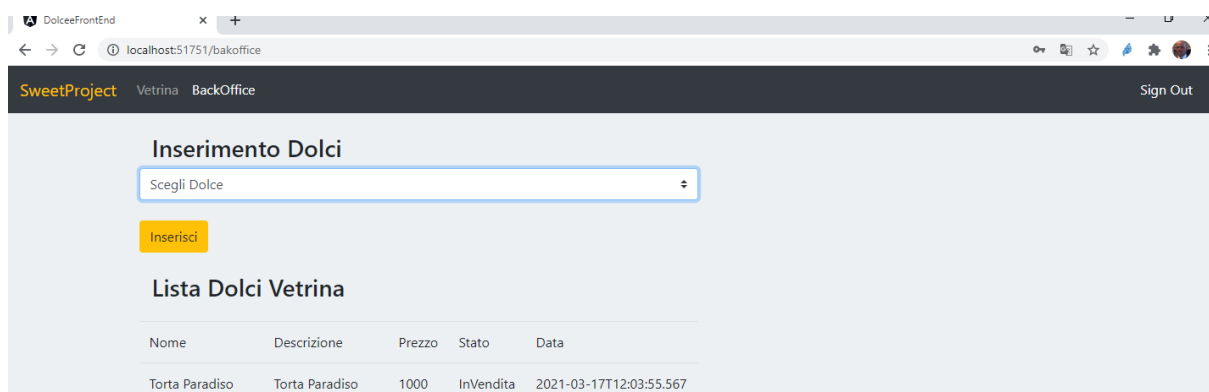 DolceeFrontEnd
localhost:51751/bakoffice
SweetProject Vetrina BackOffice Sign Out
Inserimento Dolci
Scegli Dolce
Inserisci
Lista Dolci Vetrina
Nome Descrizione Prezzo Stato Data
Torta Paradiso Torta Paradiso 1000 InVendita 2021-03-17T12:03:55.567